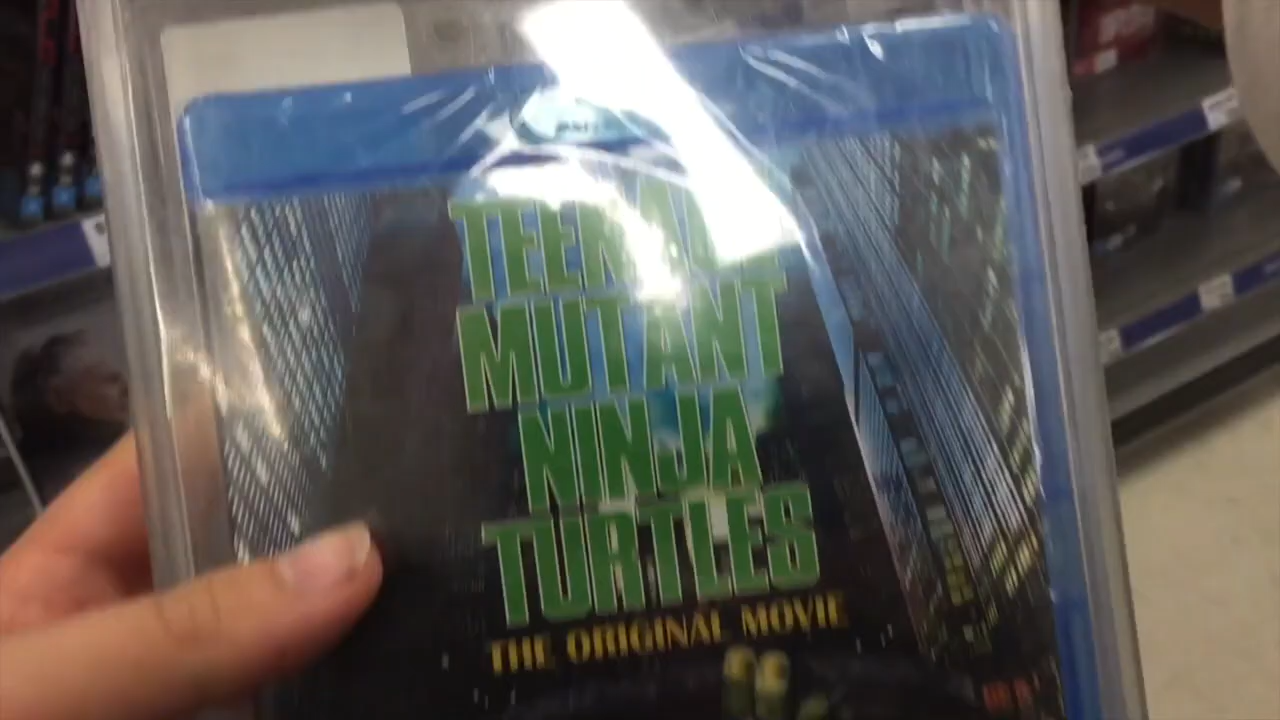 TEENAGE
MUTANT
NINJA
TURTLES
THE ORIGINAL MOVIE